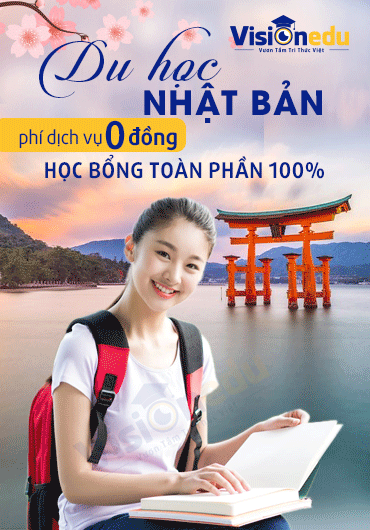 Visionedu
Vươn Tầm Trí Thức Việt
Du học
NHẬT BẢN
phí dịch vụ 0 đồng
HỌC BỔNG TOÀN PHẦN 100%